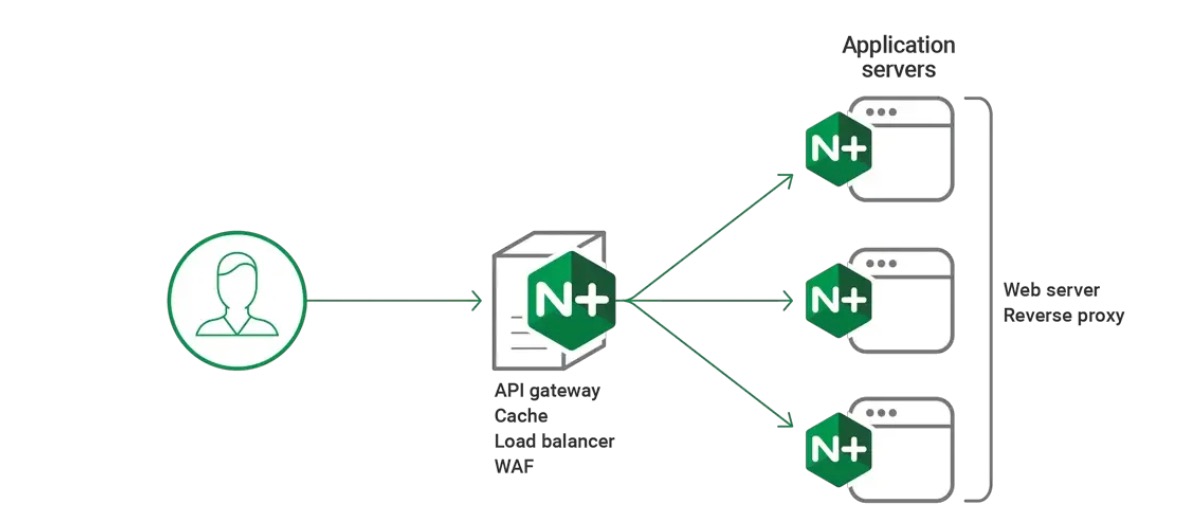 Application
servers
N+
N+
N+
N+
API gateway
Cache
Load balancer
WAF
Web server
Reverse proxy